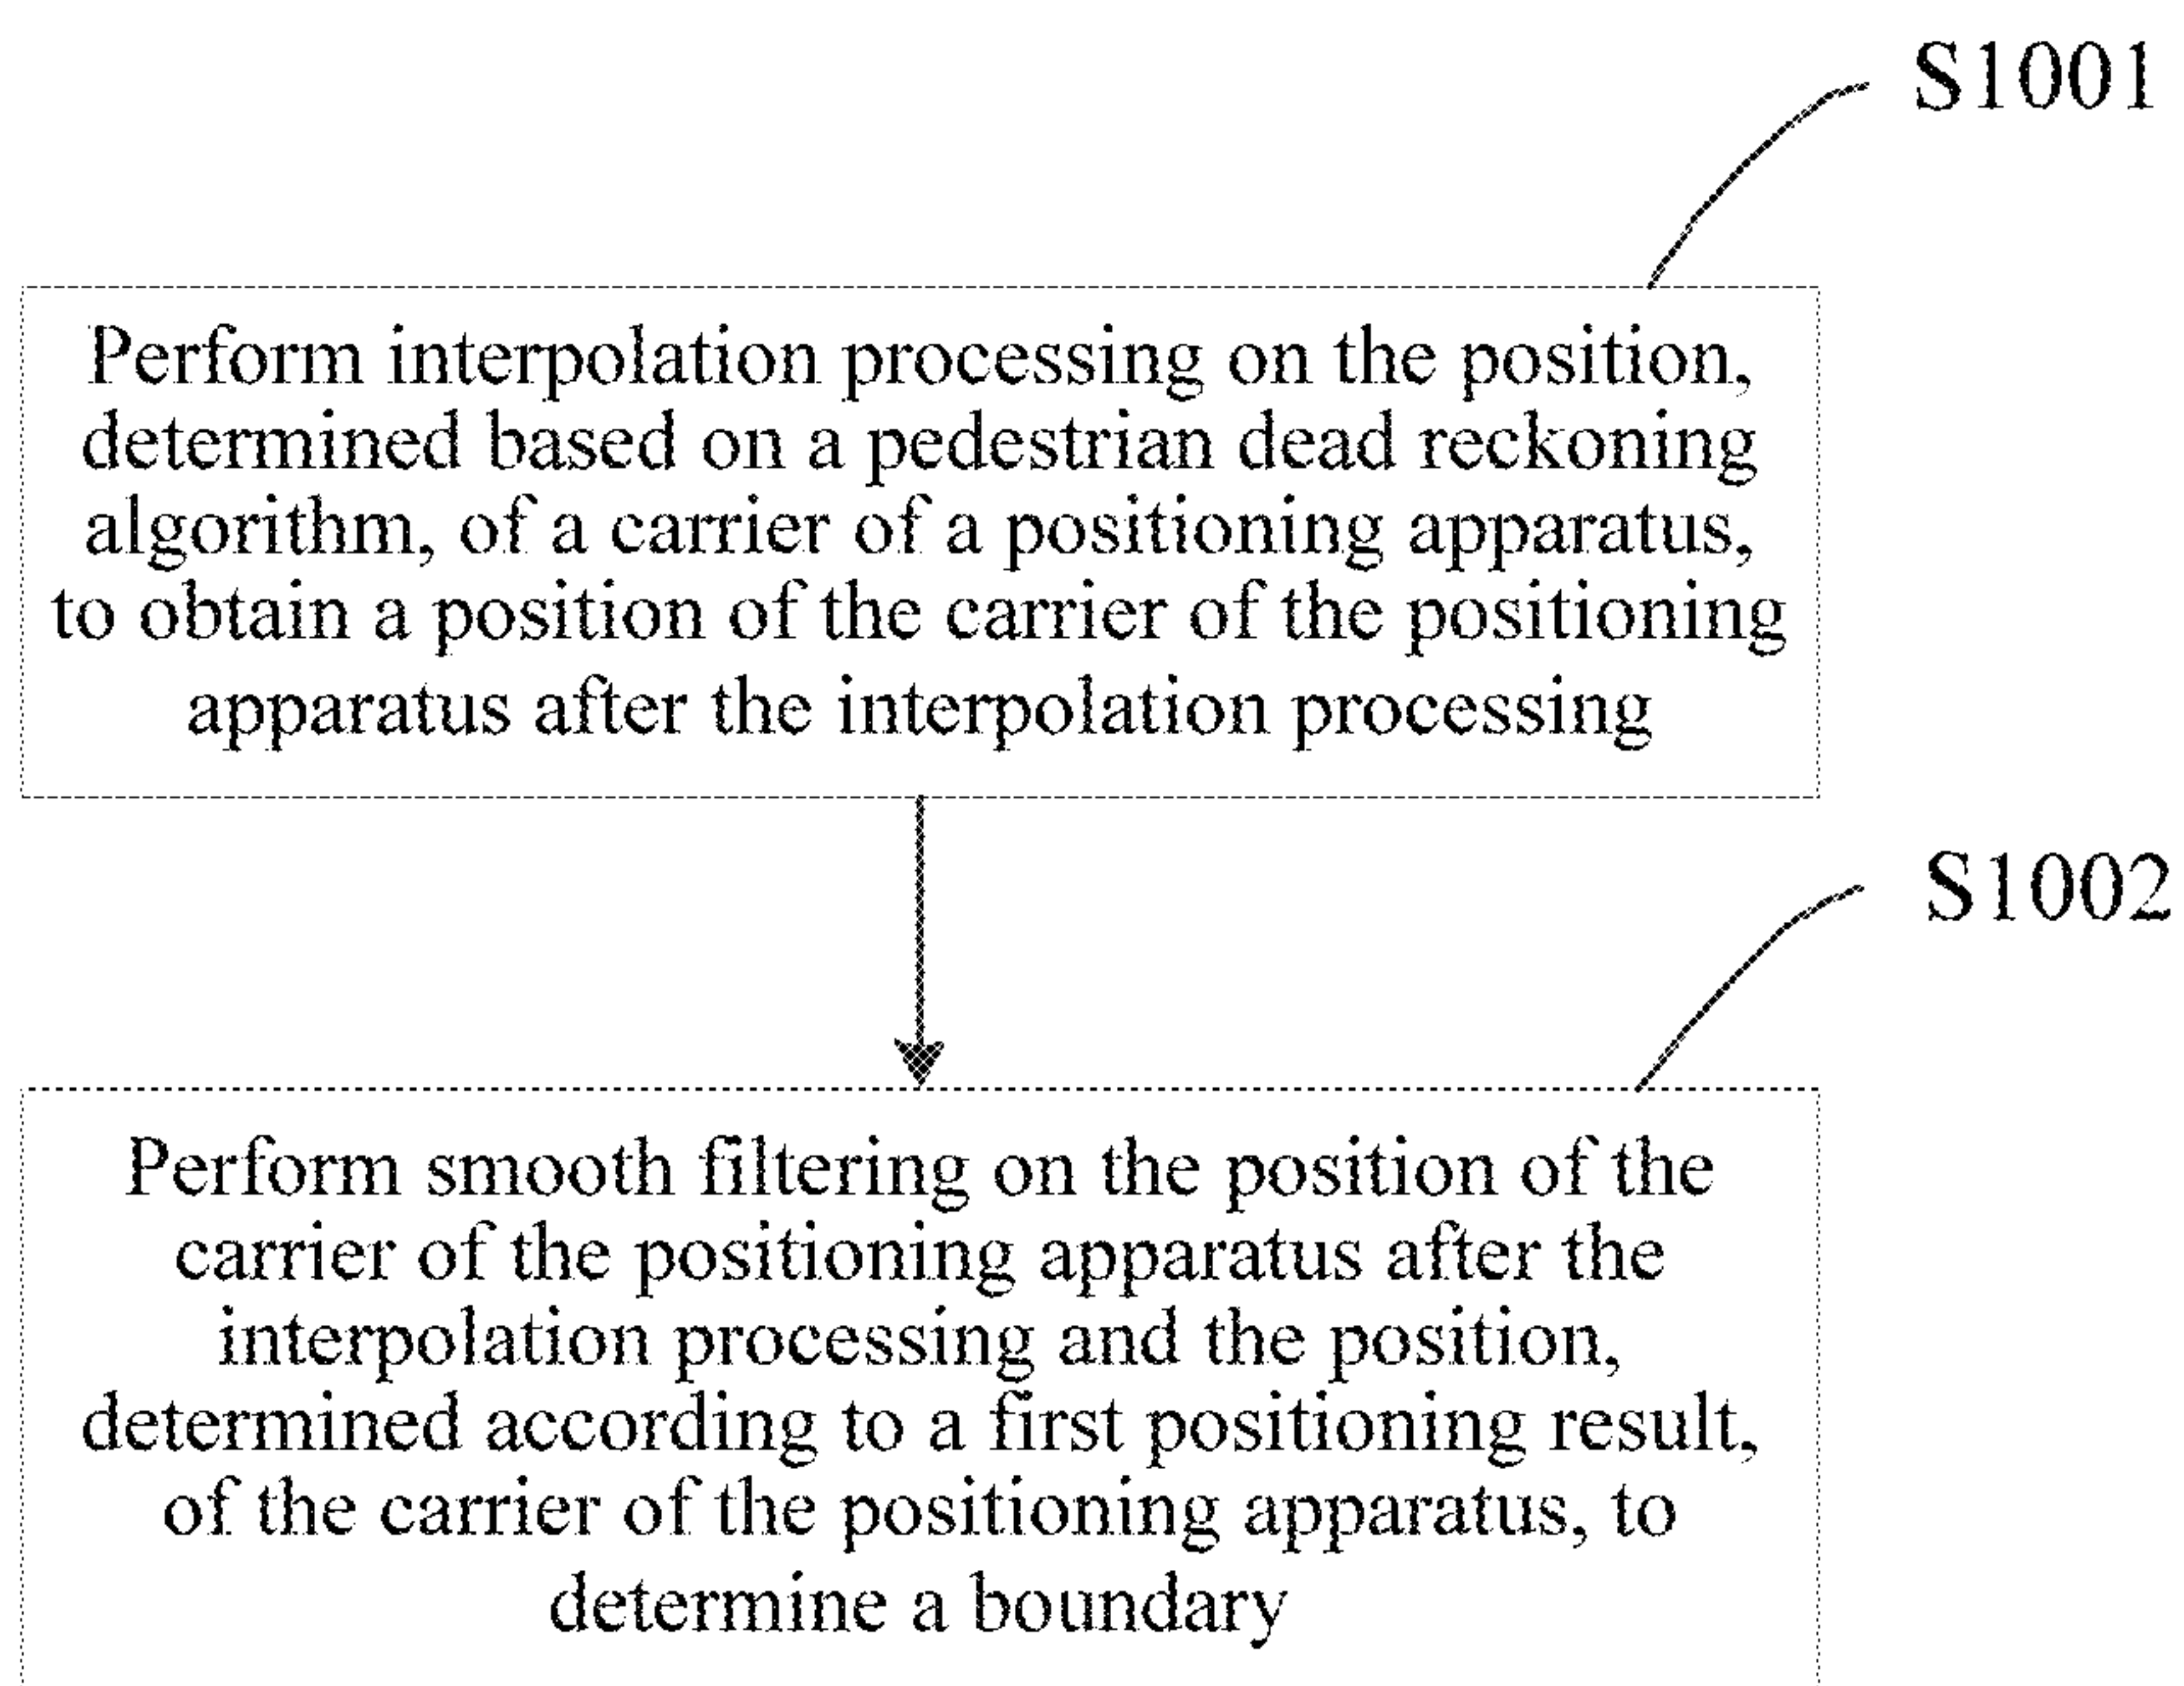 S1001
Perform interpolation processing on the position,
determined based on a pedestrian dead reckoning
algorithm, of a carrier of a positioning apparatus,
to obtain a position of the carrier of the positioning
apparatus after the interpolation processing
S1002
Perform smooth filtering on the position of the
carrier of the positioning apparatus after the
interpolation processing and the position,
determined according to a first positioning result,
of the carrier of the positioning apparatus, to
determine a boundary